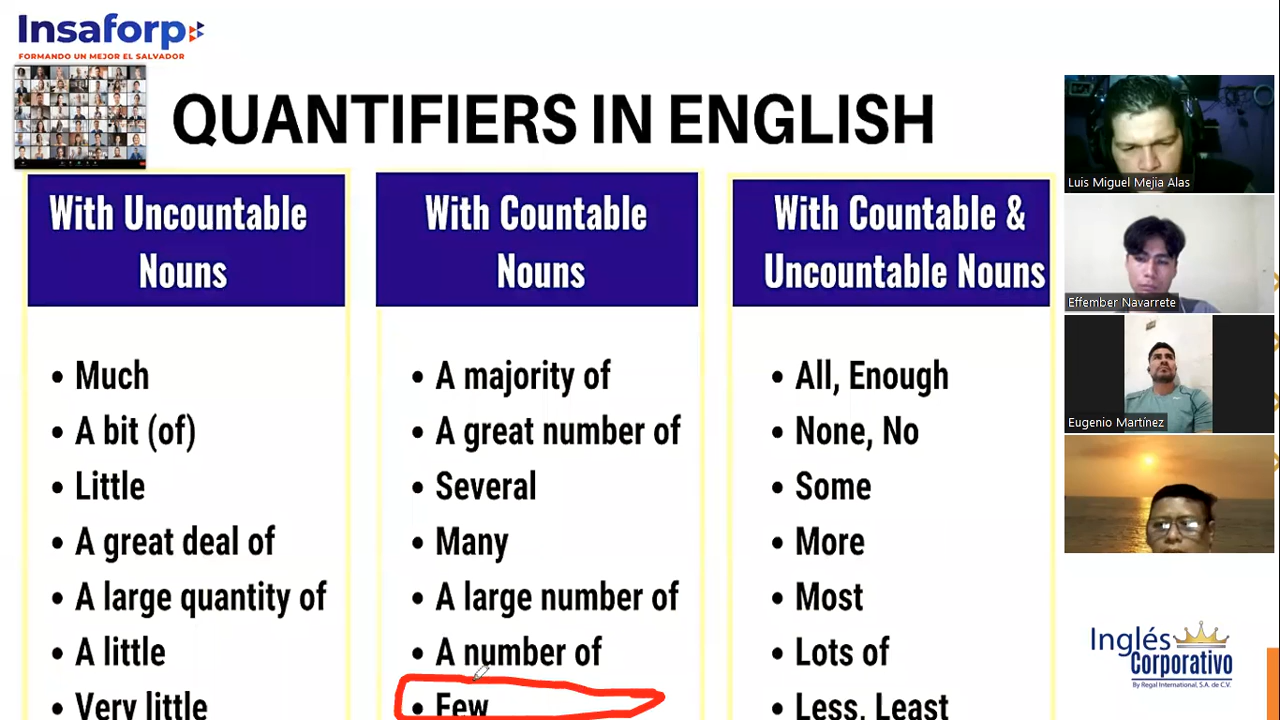 Insaforp
FORMANDO UN MEJOR EL SALVADOR
QUANTIFIERS IN ENGLISH
With Uncountable
Nouns
• Much
• A bit (of)
• Little
• A great deal of
• A large quantity of
• A little
• Very little
With Countable
Nouns
• A majority of
• A great number of
• Several
• Many
• A large number of
• A number of
• Few
With Countable &
Uncountable Nouns
• All, Enough
• None, No
• Some
• More
• Most
• Lots of
• Less, Least
Luis Miguel Mejia Alas
Effember Navarrete
Eugenio Martínez
Inglés
Corporativo
By Regal International, S.A. de C.V.